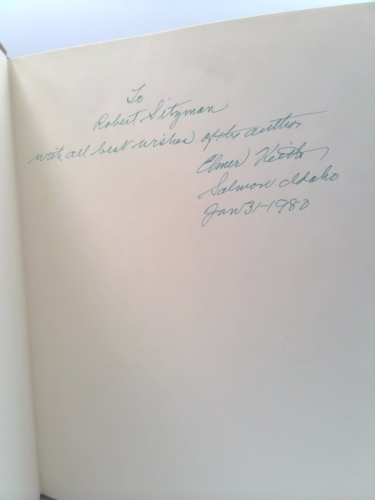 To
Robert Sitzman
with all best wishes of the author
Elmer Keith
Salmon Idaho
Jan 31-1980